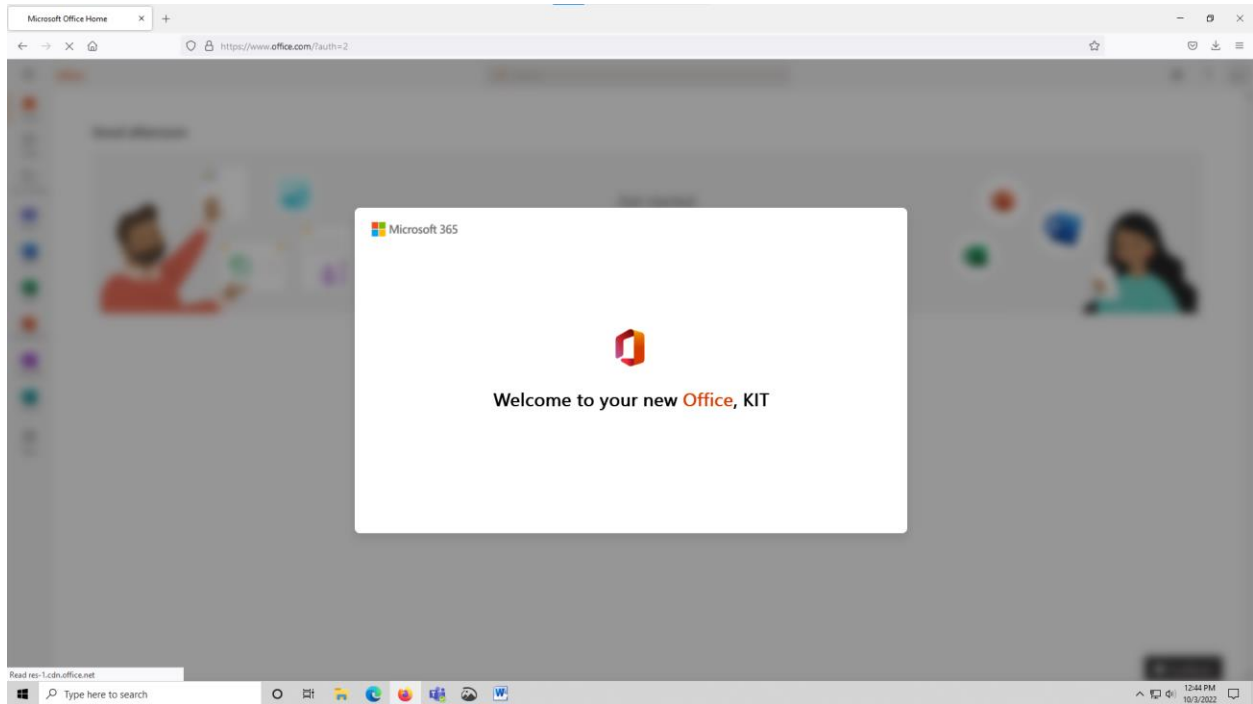 Microsoft Office Home
https://www.office.com/?auth=2
Microsoft 365
Welcome to your new Office, KIT
Read res-1.cdn.office.net
Type here to search
12:44 PM
10/3/2022